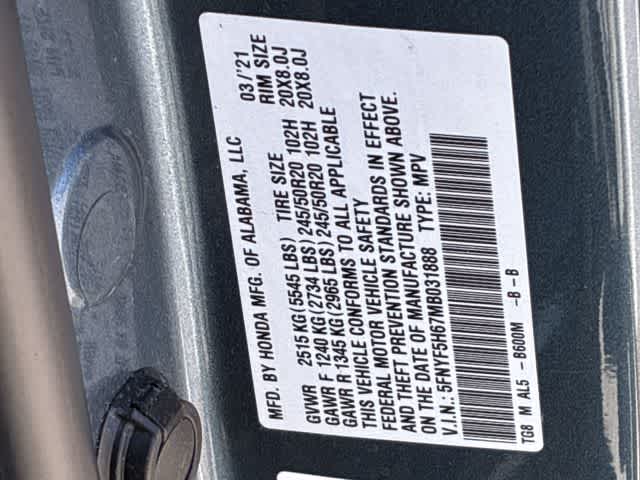 MFD. BY HONDA MFG. OF ALABAMA, LLC 03/'21
GVWR 2515 KG (5545 LBS) TIRE SIZE RIM SIZE
GAWR F 1240 KG (2734 LBS) 245/50R20 102H 20X8.0J
GAWR R 1345 KG (2965 LBS) 245/50R20 102H 20X8.0J
THIS VEHICLE CONFORMS TO ALL APPLICABLE
FEDERAL MOTOR VEHICLE SAFETY
AND THEFT PREVENTION STANDARDS IN EFFECT
ON THE DATE OF MANUFACTURE SHOWN ABOVE.
V.I.N.: 5FNYF5H67MB031888 TYPE: MPV
TG8 M AL5 - B600M -B -B